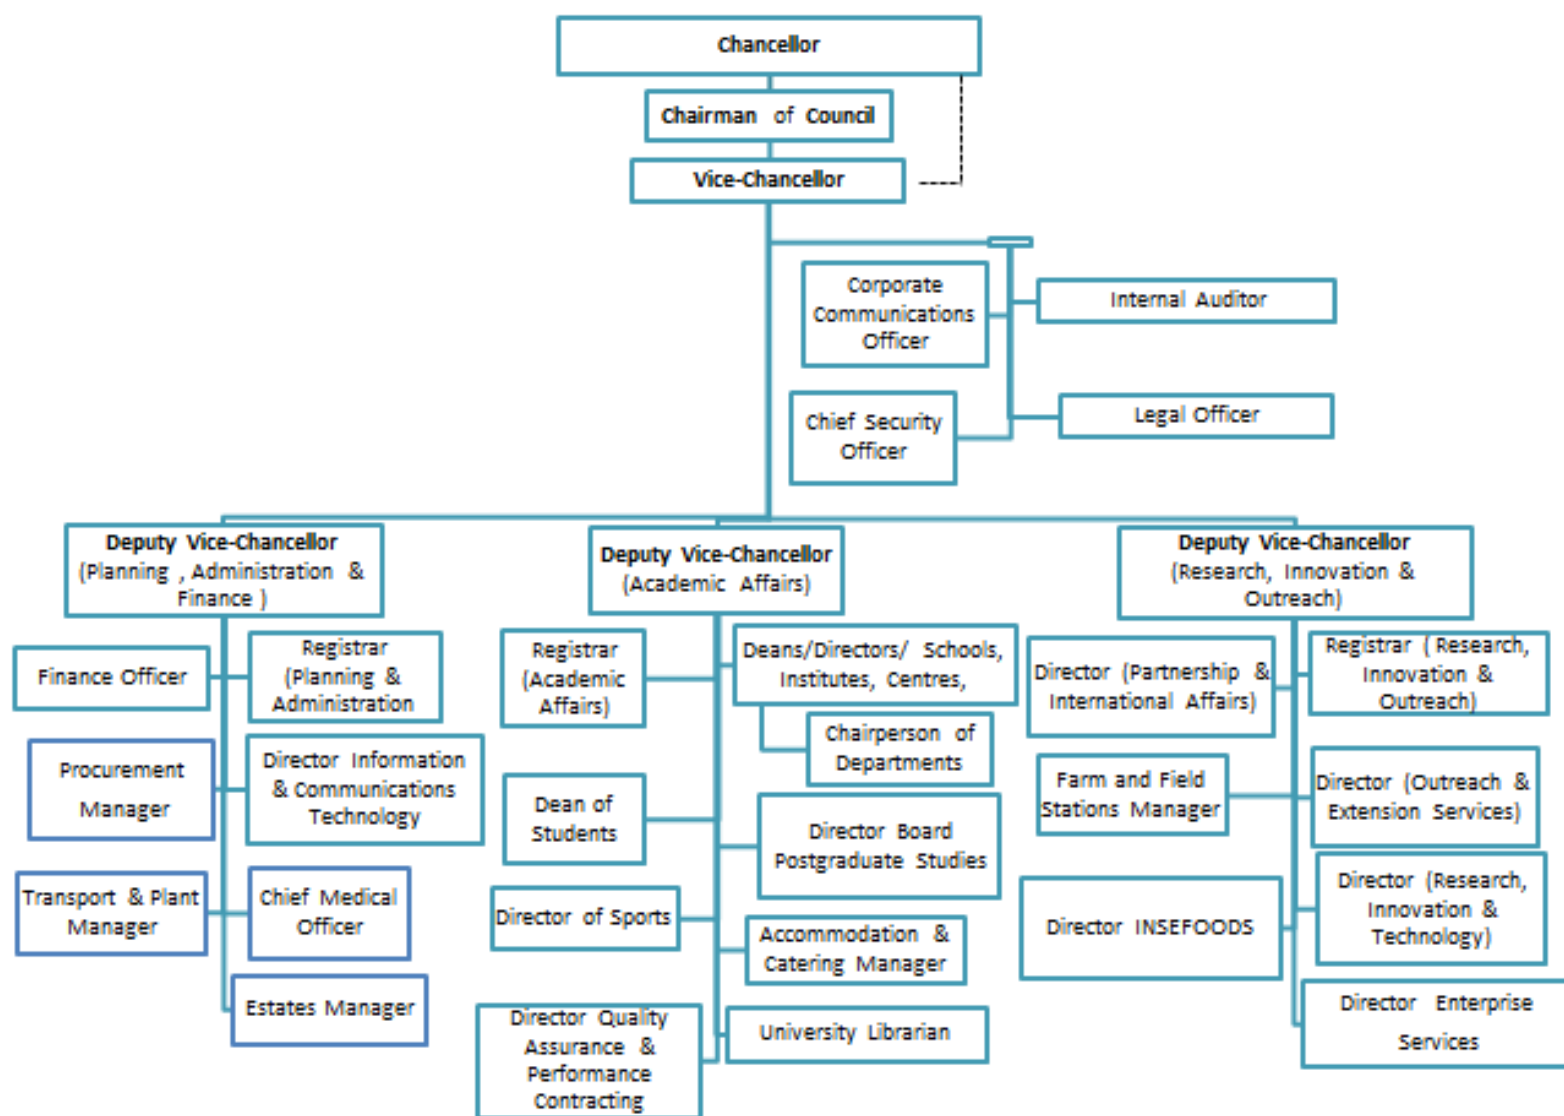 Chancellor
Chairman of Council
Vice-Chancellor
Corporate
Communications
Officer
Internal Auditor
Chief Security
Officer
Legal Officer
Deputy Vice-Chancellor
(Planning , Administration &
Finance )
Deputy Vice-Chancellor
(Academic Affairs)
Deputy Vice-Chancellor
(Research, Innovation &
Outreach)
Finance Officer
Registrar
(Planning &
Administration
Procurement
Manager
Director Information
& Communications
Technology
Transport & Plant
Manager
Chief Medical
Officer
Estates Manager
Registrar
(Academic
Affairs)
Deans/Directors/ Schools,
Institutes, Centres,
Chairperson of
Departments
Dean of
Students
Director Board
Postgraduate Studies
Director of Sports
Accommodation &
Catering Manager
Director Quality
Assurance &
Performance
Contracting
University Librarian
Director (Partnership &
International Affairs)
Registrar ( Research,
Innovation &
Outreach)
Farm and Field
Stations Manager
Director (Outreach &
Extension Services)
Director INSEFOODS
Director (Research,
Innovation &
Technology)
Director Enterprise
Services